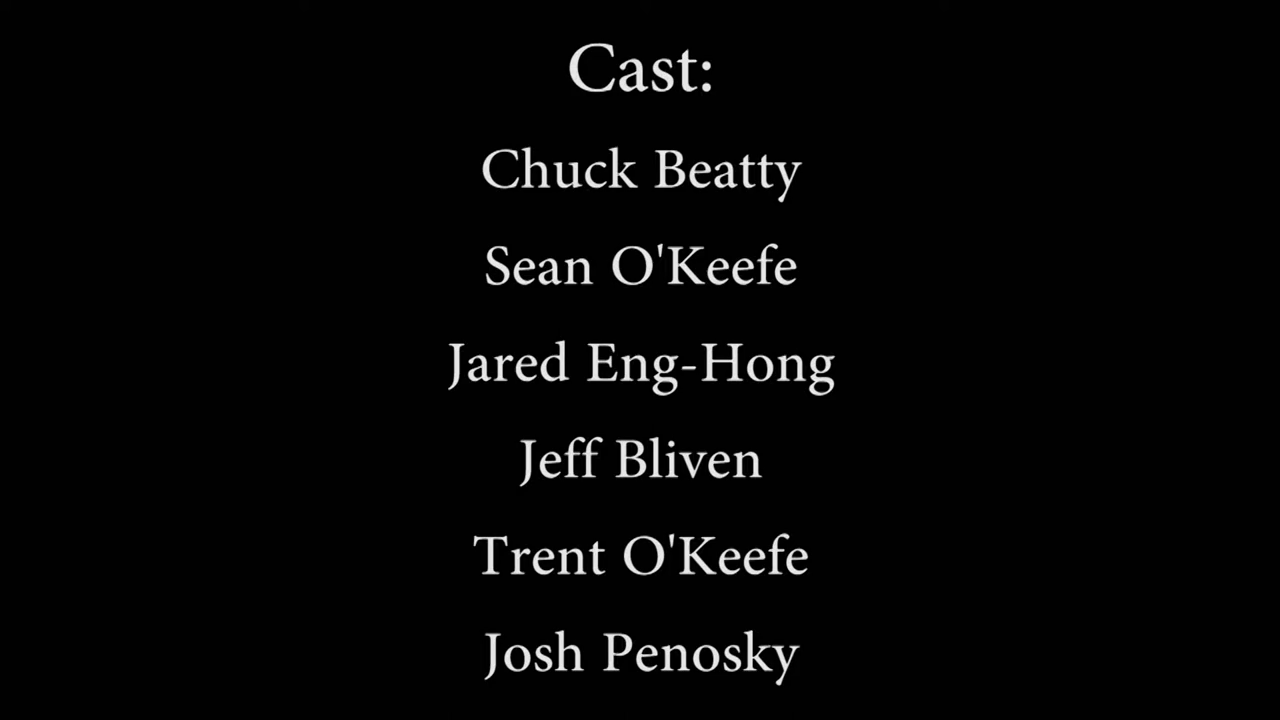 Cast:
Chuck Beatty
Sean O'Keefe
Jared Eng-Hong
Jeff Bliven
Trent O'Keefe
Josh Penosky